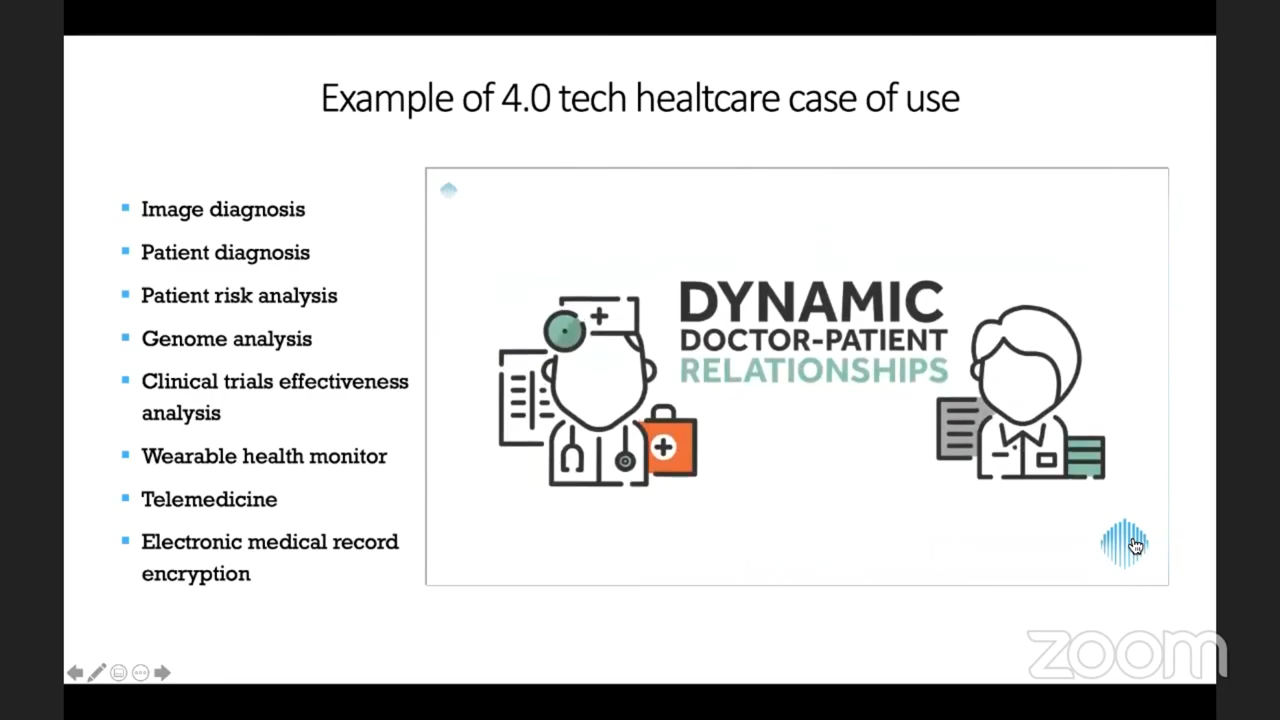 Example of 4.0 tech healtcare case of use
Image diagnosis
Patient diagnosis
Patient risk analysis
Genome analysis
Clinical trials effectiveness
analysis
Wearable health monitor
Telemedicine
Electronic medical record
encryption
DYNAMIC
DOCTOR-PATIENT
RELATIONSHIPS
zoom